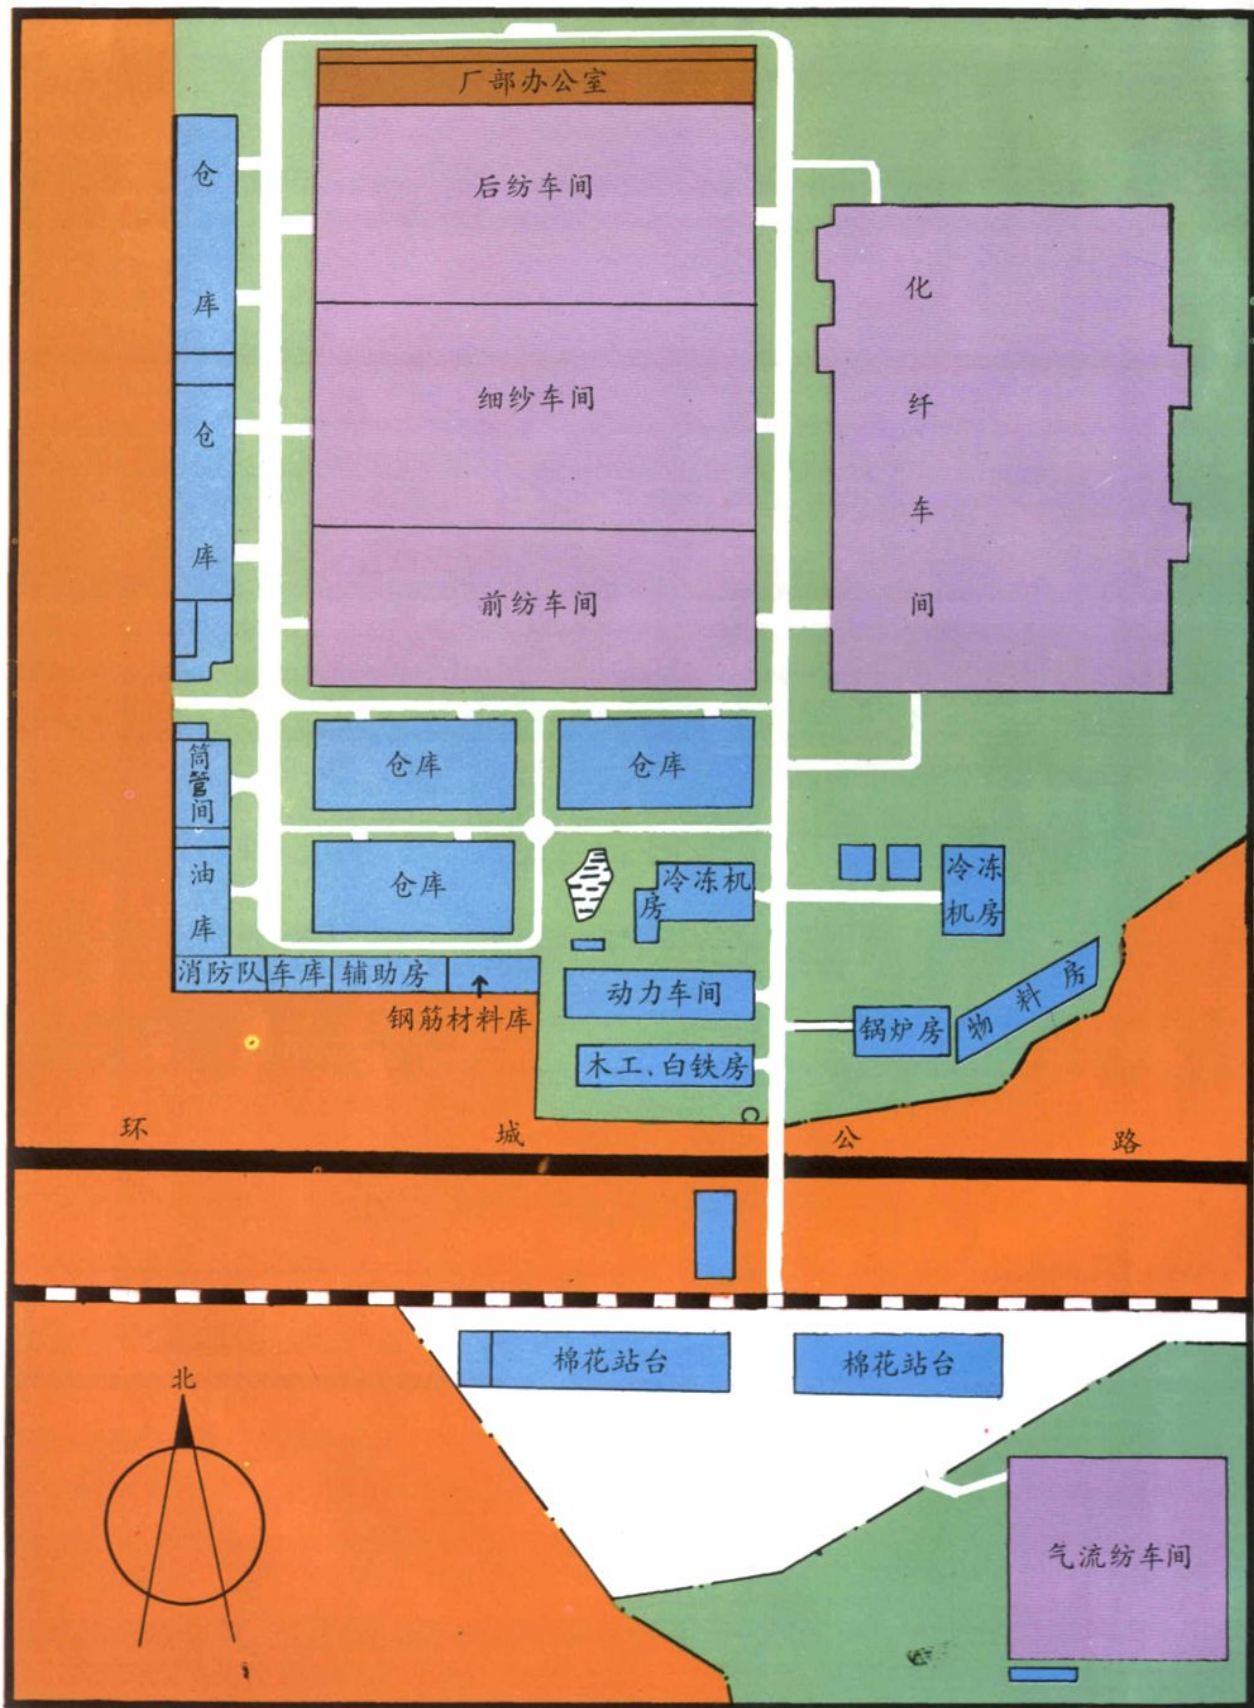 厂部办公室
后纺车间
仓库
化纤车间
细纱车间
仓库
前纺车间
筒管间
仓库
仓库
油库
仓库
冷冻机房
冷冻机房
消防队
车库
辅助房
钢筋材料库
动力车间
锅炉房
物料房
木工、白铁房
环城公路
棉花站台
棉花站台
北
气流纺车间